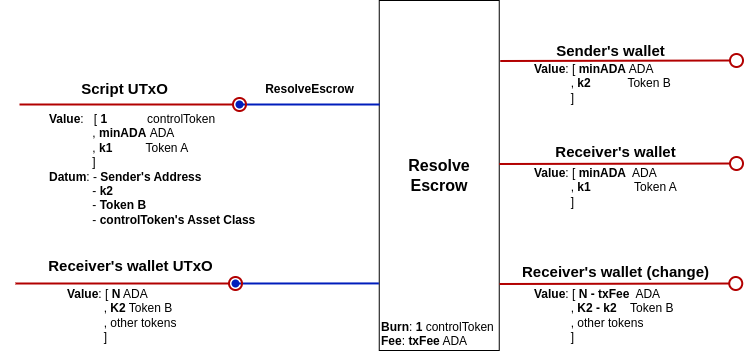 Script UTxO
ResolveEscrow
Value: [ 1 controlToken
, minADA ADA
, k1 Token A
]
Datum: - Sender's Address
- k2
- Token B
- controlToken's Asset Class
Receiver's wallet UTxO
Value: [ N ADA
, K2 Token B
, other tokens
]
Resolve
Escrow
Burn: 1 controlToken
Fee: txFee ADA
Sender's wallet
Value: [ minADA ADA
, k2 Token B
]
Receiver's wallet
Value: [ minADA ADA
, k1 Token A
]
Receiver's wallet (change)
Value: [ N - txFee ADA
, K2 - k2 Token B
, other tokens
]